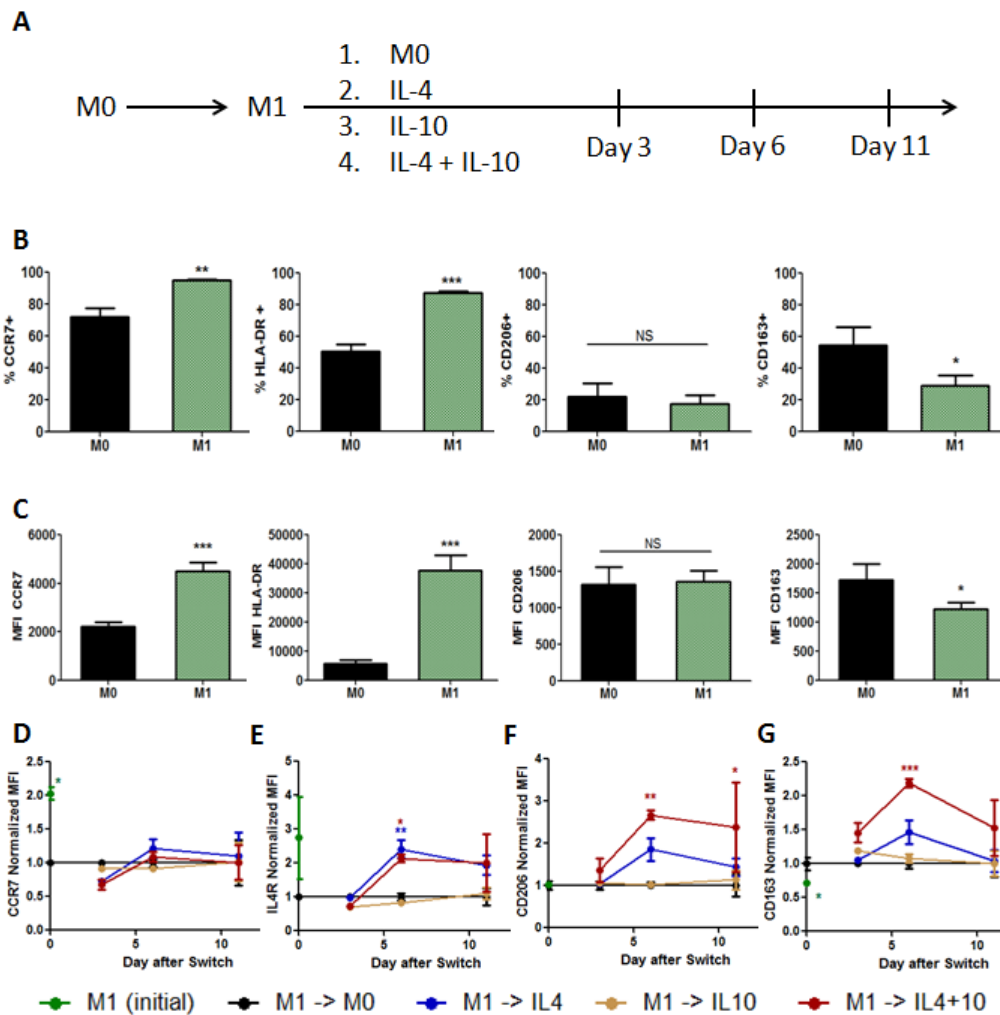 A
M0
M1
1. M0
2. IL-4
3. IL-10
4. IL-4 + IL-10
Day 3
Day 6
Day 11
B
% CCR7+
100
80
60
40
20
0
**
M0
M1
% HLA-DR +
100
80
60
40
20
0
***
M0
M1
% CD206+
100
80
60
40
20
0
NS
M0
M1
% CD163+
100
80
60
40
20
0
*
M0
M1
C
MFI CCR7
6000
4000
2000
0
***
M0
M1
MFI HLA-DR
50000
40000
30000
20000
10000
0
***
M0
M1
MFI CD206
2000
1500
1000
500
0
NS
M0
M1
MFI CD163
2500
2000
1500
1000
500
0
*
M0
M1
D
CCR7 Normalized MFI
2.5
2.0
1.5
1.0
0.5
0.0
*
0
5
10
Day after Switch
E
IL4R Normalized MFI
5
4
3
2
1
0
*
**
0
5
10
Day after Switch
F
CD206 Normalized MFI
4
3
2
1
0
**
*
0
5
10
Day after Switch
G
CD163 Normalized MFI
2.5
2.0
1.5
1.0
0.5
0.0
***
*
0
5
10
Day after Switch
M1 (initial)
M1 -> M0
M1 -> IL4
M1 -> IL10
M1 -> IL4+10